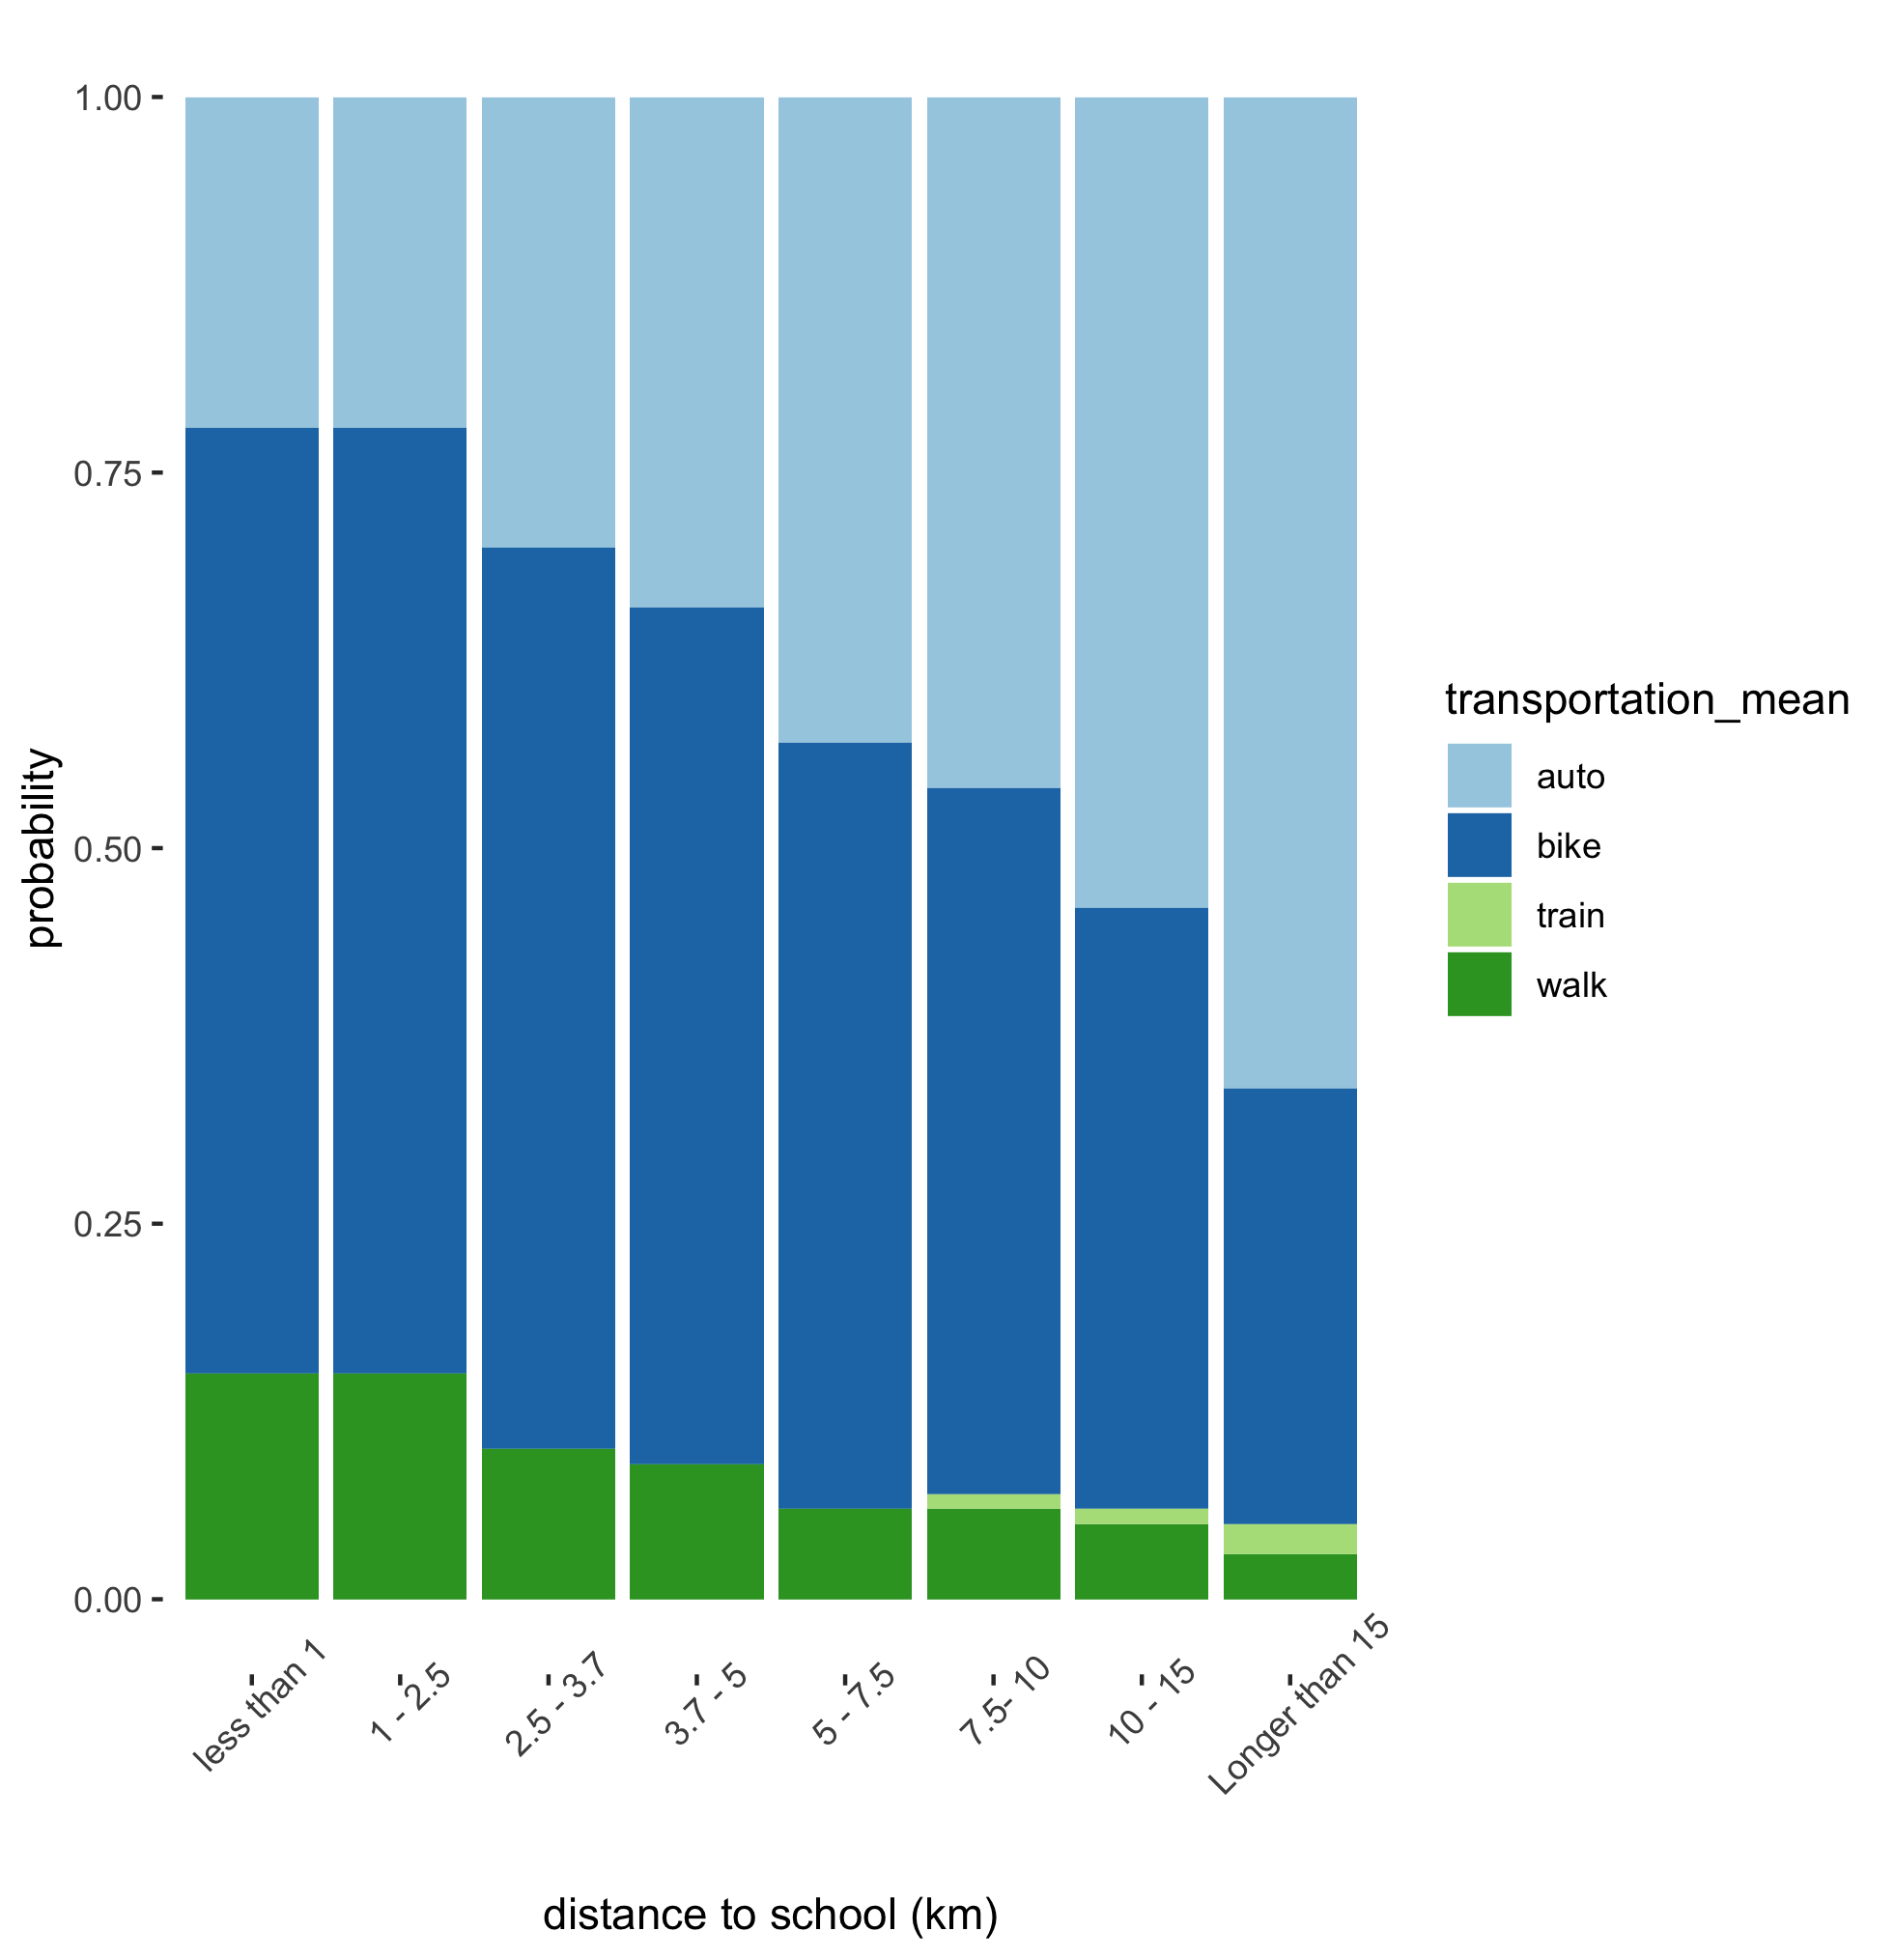 1.00
0.75
0.50
0.25
0.00
probability
less than 1
1 - 2.5
2.5 - 3.7
3.7 - 5
5 - 7.5
7.5- 10
10 - 15
Longer than 15
distance to school (km)
transportation_mean
auto
bike
train
walk